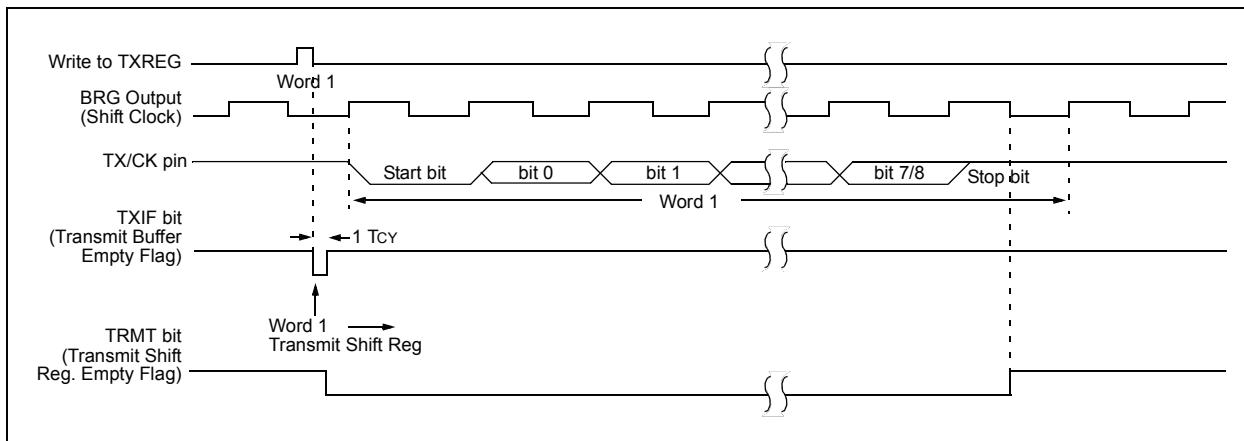 Write to TXREG
Word 1
BRG Output
(Shift Clock)
TX/CK pin
Start bit
bit 0
bit 1
bit 7/8
Stop bit
Word 1
TXIF bit
(Transmit Buffer
Empty Flag)
1 TCY
Word 1
Transmit Shift Reg
TRMT bit
(Transmit Shift
Reg. Empty Flag)